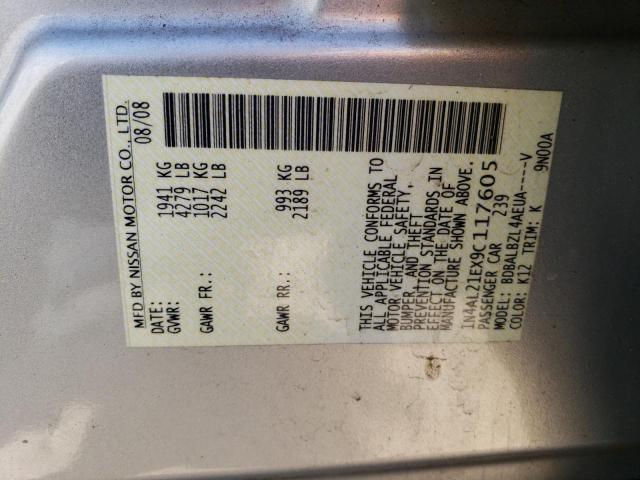 MFD BY NISSAN MOTOR CO., LTD.
DATE: 08/08
GVWR: 1941 KG
4279 LB
GAWR FR: 1017 KG
2242 LB
GAWR RR: 993 KG
2189 LB
THIS VEHICLE CONFORMS TO
ALL APPLICABLE FEDERAL
MOTOR VEHICLE SAFETY,
BUMPER, AND THEFT
PREVENTION STANDARDS IN
EFFECT ON THE DATE OF
MANUFACTURE SHOWN ABOVE.
1N4AL21EX9C117605
PASSENGER CAR 239
MODEL: BDBALBZL4AEUA----V
COLOR: K12 TRIM: K 9N00A